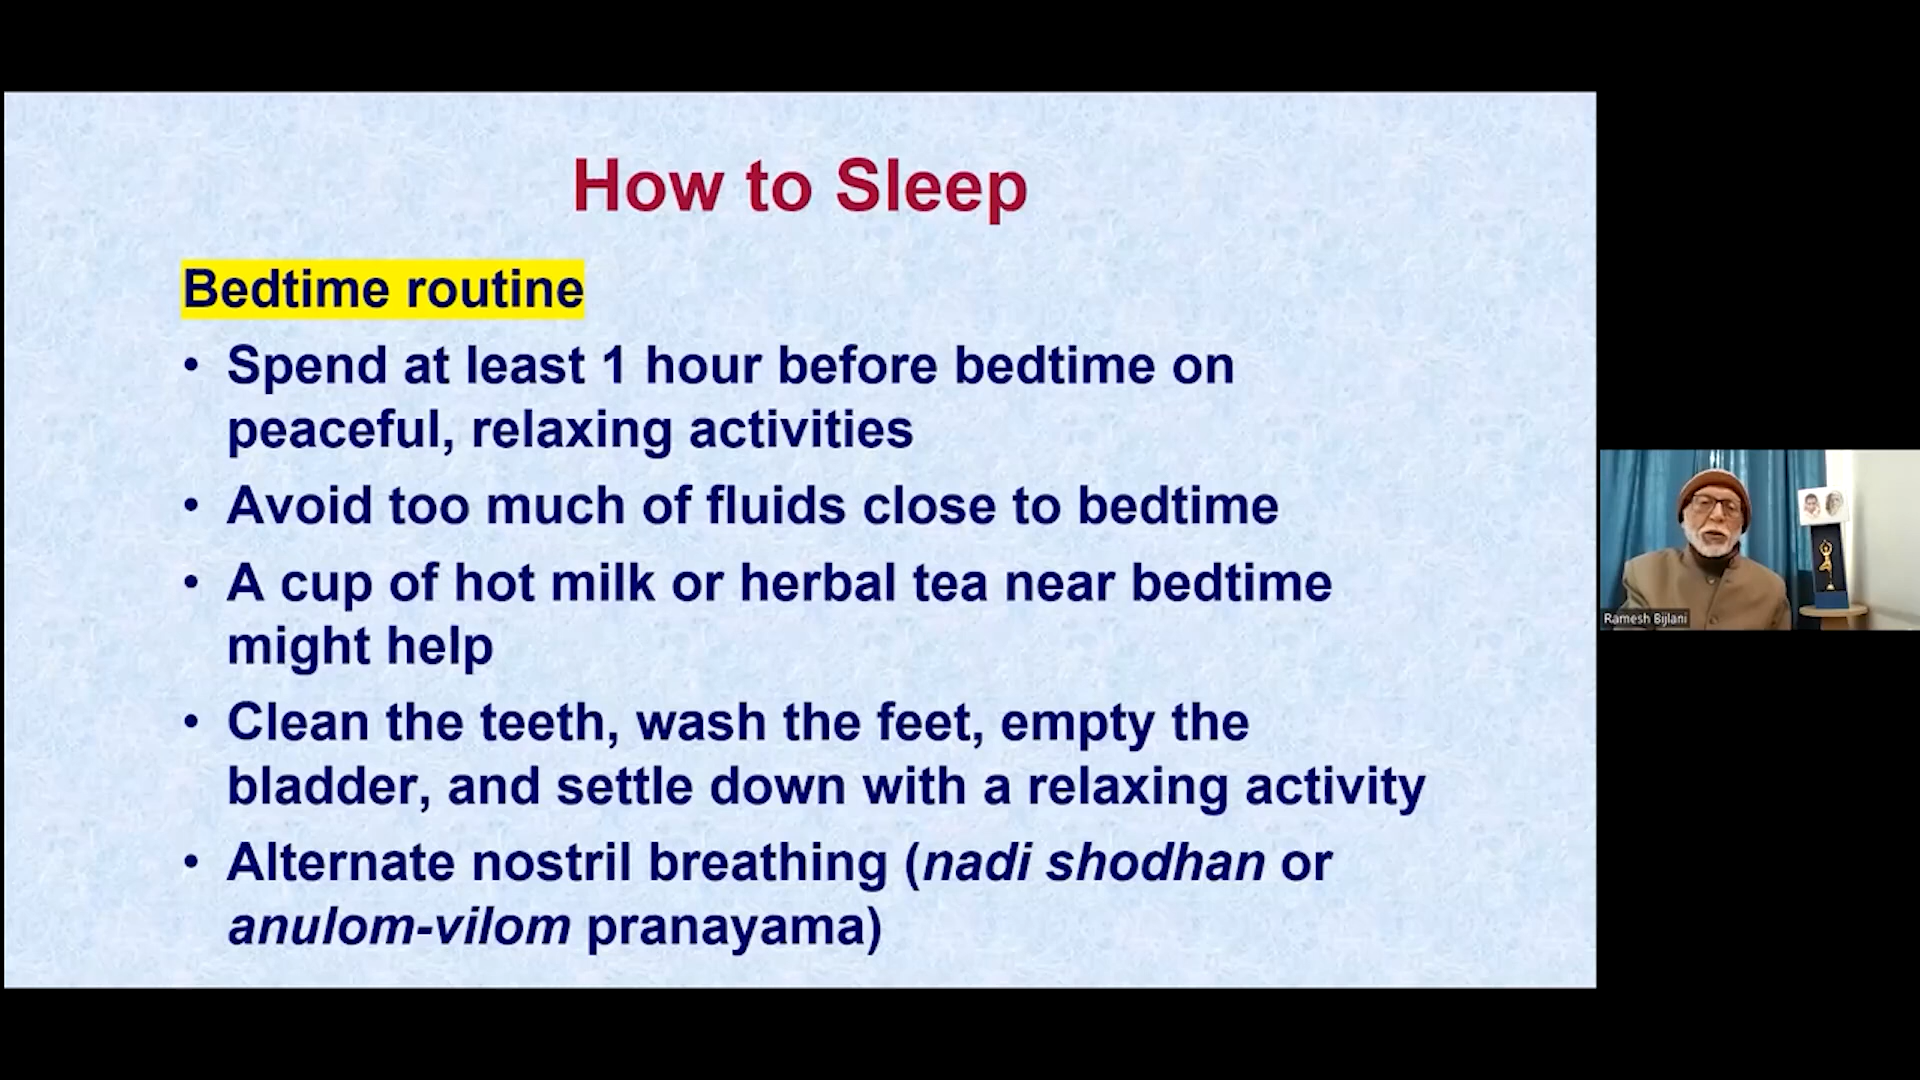 How to Sleep
Bedtime routine
• Spend at least 1 hour before bedtime on
peaceful, relaxing activities
• Avoid too much of fluids close to bedtime
• A cup of hot milk or herbal tea near bedtime
might help
• Clean the teeth, wash the feet, empty the
bladder, and settle down with a relaxing activity
• Alternate nostril breathing (nadi shodhan or
anulom-vilom pranayama)
Ramesh Bijlani